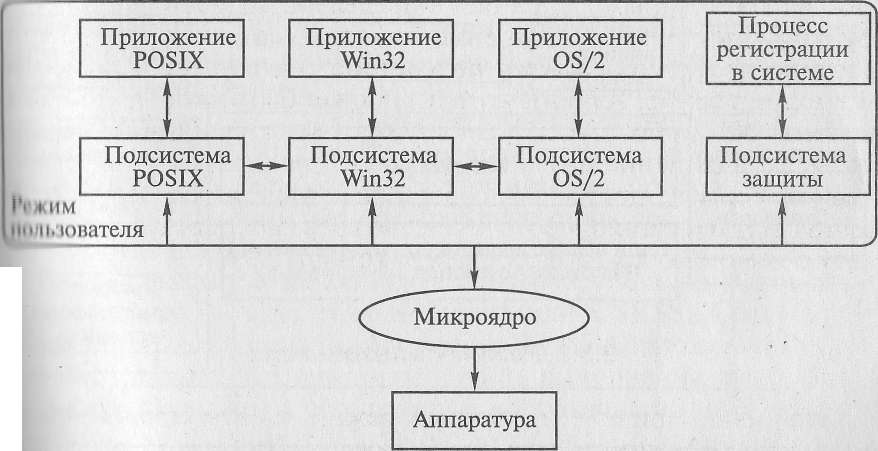 Приложение
POSIX
Приложение
Win32
Приложение
OS/2
Процесс
регистрации
в системе
Подсистема
POSIX
Подсистема
Win32
Подсистема
OS/2
Подсистема
защиты
Режим
пользователя
Микроядро
Аппаратура